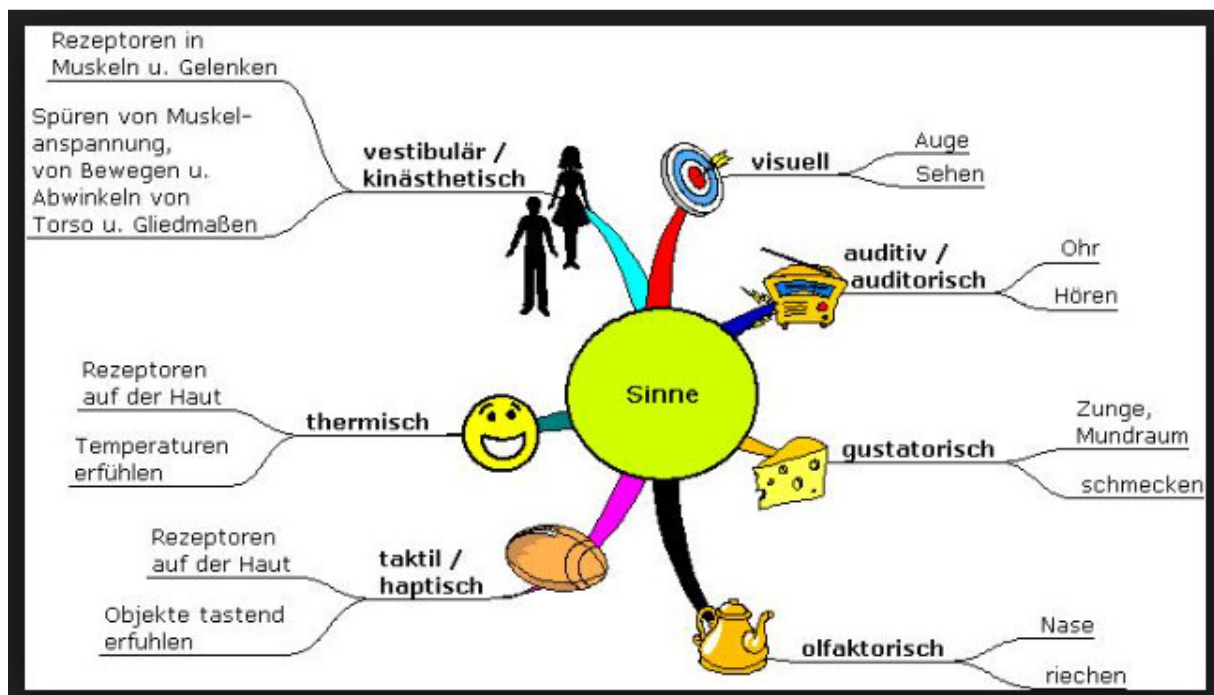 Sinne
visuell
Auge
Sehen
auditiv /
auditorisch
Ohr
Hören
gustatorisch
Zunge,
Mundraum
schmecken
olfaktorisch
Nase
riechen
taktil /
haptisch
Rezeptoren
auf der Haut
Objekte tastend
erfuhlen
thermisch
Rezeptoren
auf der Haut
Temperaturen
erfühlen
vestibulär /
kinästhetisch
Rezeptoren in
Muskeln u. Gelenken
Spüren von Muskel-
anspannung,
von Bewegen u.
Abwinkeln von
Torso u. Gliedmaßen